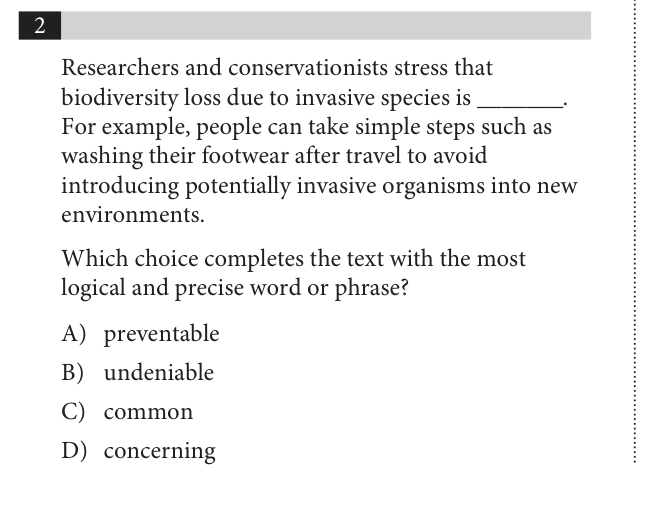 2
Researchers and conservationists stress that
biodiversity loss due to invasive species is _______.
For example, people can take simple steps such as
washing their footwear after travel to avoid
introducing potentially invasive organisms into new
environments.
Which choice completes the text with the most
logical and precise word or phrase?
A) preventable
B) undeniable
C) common
D) concerning